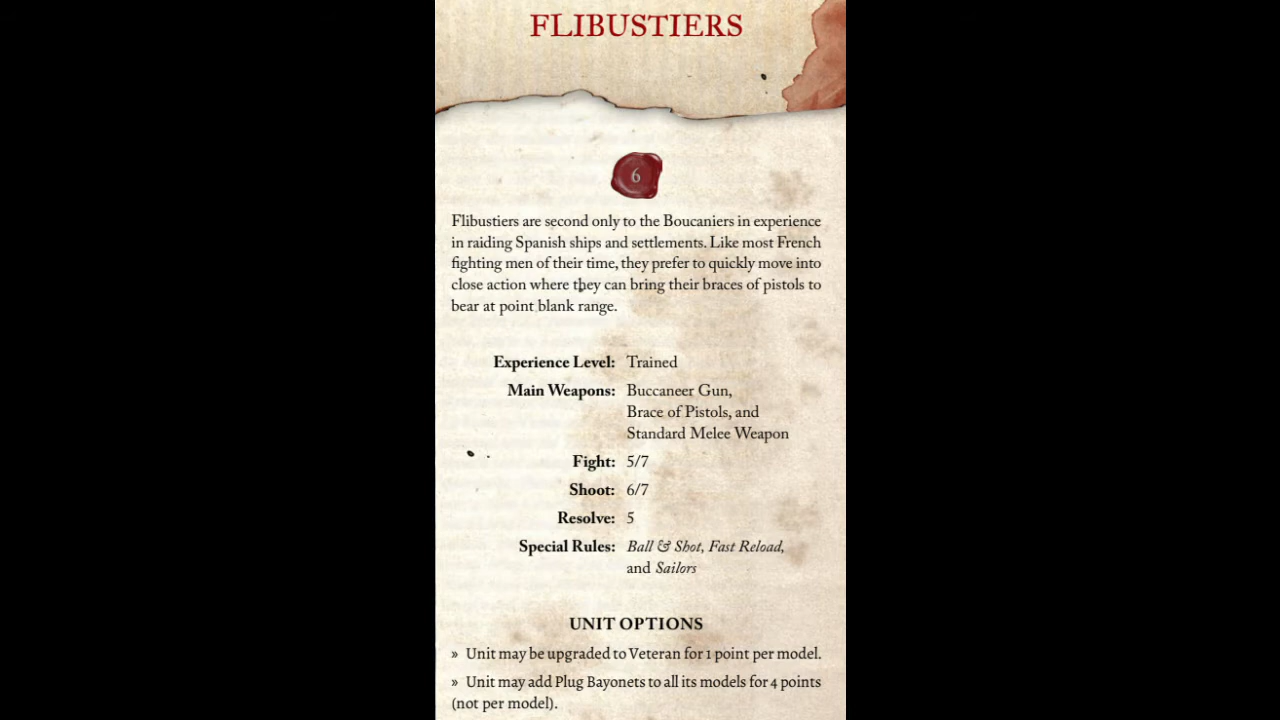 FLIBUSTIERS
6
Flibustiers are second only to the Boucaniers in experience
in raiding Spanish ships and settlements. Like most French
fighting men of their time, they prefer to quickly move into
close action where they can bring their braces of pistols to
bear at point blank range.
Experience Level: Trained
Main Weapons: Buccaneer Gun,
Brace of Pistols, and
Standard Melee Weapon
Fight: 5/7
Shoot: 6/7
Resolve: 5
Special Rules: Ball & Shot, Fast Reload,
and Sailors
UNIT OPTIONS
» Unit may be upgraded to Veteran for 1 point per model.
» Unit may add Plug Bayonets to all its models for 4 points
(not per model).